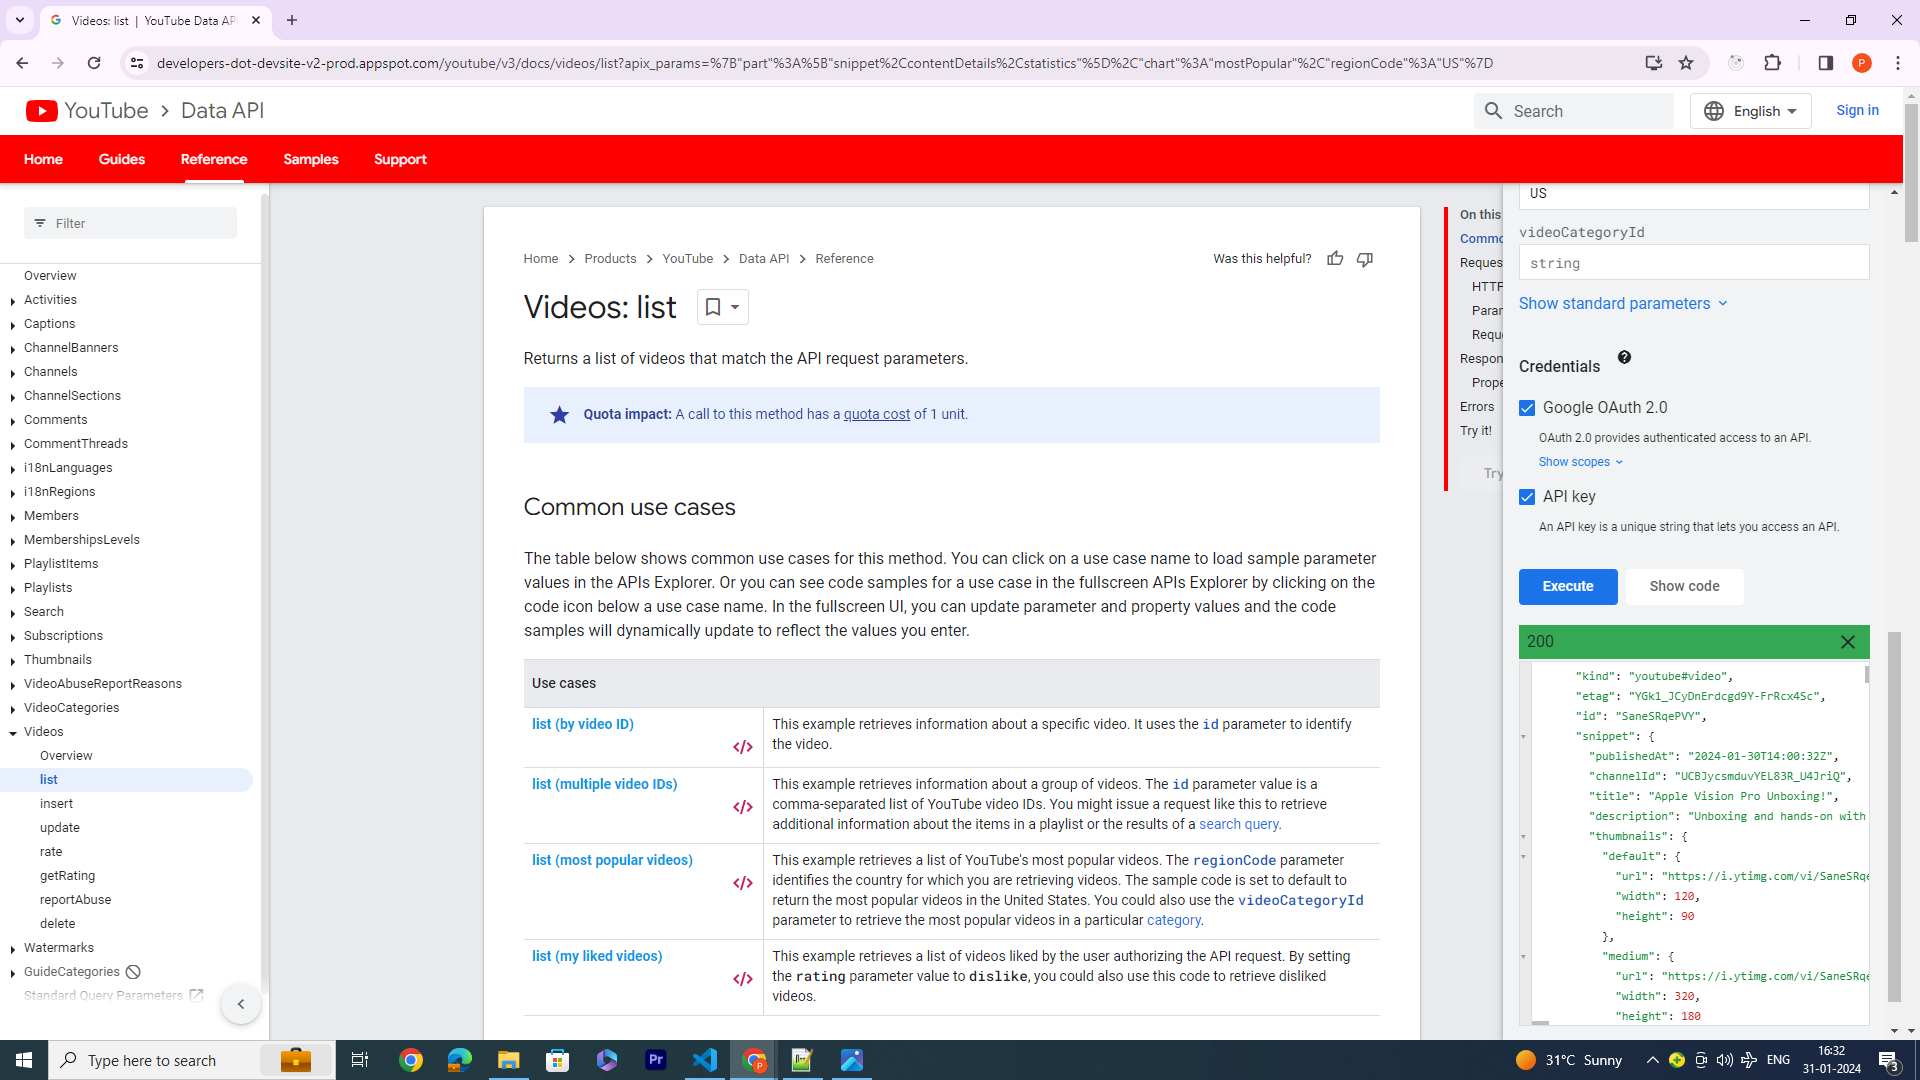 Videos: list | YouTube Data AP
developers-dot-devsite-v2-prod.appspot.com/youtube/v3/docs/videos/list?apix_params=%7B"part"%3A%5B"snippet%2CcontentDetails%2Cstatistics"%5D%2C"chart"%3A"mostPopular"%2C"regionCode"%3A"US"%7D
P
YouTube
Data API
Search
English
Sign in
Home
Guides
Reference
Samples
Support
Filter
Overview
Activities
Captions
ChannelBanners
Channels
ChannelSections
Comments
CommentThreads
i18nLanguages
i18nRegions
Members
MembershipsLevels
PlaylistItems
Playlists
Search
Subscriptions
Thumbnails
VideoAbuseReportReasons
VideoCategories
Videos
Overview
list
insert
update
rate
getRating
reportAbuse
delete
Watermarks
GuideCategories
Standard Query Parameters
Home
Products
YouTube
Data API
Reference
Was this helpful?
Videos: list
Returns a list of videos that match the API request parameters.
Quota impact: A call to this method has a quota cost of 1 unit.
Common use cases
The table below shows common use cases for this method. You can click on a use case name to load sample parameter
values in the APIs Explorer. Or you can see code samples for a use case in the fullscreen APIs Explorer by clicking on the
code icon below a use case name. In the fullscreen UI, you can update parameter and property values and the code
samples will dynamically update to reflect the values you enter.
Use cases
list (by video ID)
This example retrieves information about a specific video. It uses the id parameter to identify
the video.
list (multiple video IDs)
This example retrieves information about a group of videos. The id parameter value is a
comma-separated list of YouTube video IDs. You might issue a request like this to retrieve
additional information about the items in a playlist or the results of a search query.
list (most popular videos)
This example retrieves a list of YouTube's most popular videos. The regionCode parameter
identifies the country for which you are retrieving videos. The sample code is set to default to
return the most popular videos in the United States. You could also use the videoCategoryId
parameter to retrieve the most popular videos in a particular category.
list (my liked videos)
This example retrieves a list of videos liked by the user authorizing the API request. By setting
the rating parameter value to dislike, you could also use this code to retrieve disliked
videos.
On this
Commo
Reques
HTTP
Parar
Reque
Respon
Prope
Errors
Try it!
Try
US
videoCategoryId
string
Show standard parameters
Credentials
Google OAuth 2.0
OAuth 2.0 provides authenticated access to an API.
Show scopes
API key
An API key is a unique string that lets you access an API.
Execute
Show code
200
"kind": "youtube#video",
"etag": "YGk1_JCyDnErdcgd9Y-FrRcx4Sc",
"id": "SaneSRqePVY",
"snippet": {
"publishedAt": "2024-01-30T14:00:32Z",
"channelId": "UCBJycsmduvYEL83R_U4JriQ",
"title": "Apple Vision Pro Unboxing!",
"description": "Unboxing and hands-on with
"thumbnails": {
"default": {
"url": "https://i.ytimg.com/vi/SaneSRqe
"width": 120,
"height": 90
},
"medium": {
"url": "https://i.ytimg.com/vi/SaneSRqe
"width": 320,
"height": 180
Type here to search
31°C Sunny
ENG
16:32
31-01-2024
3